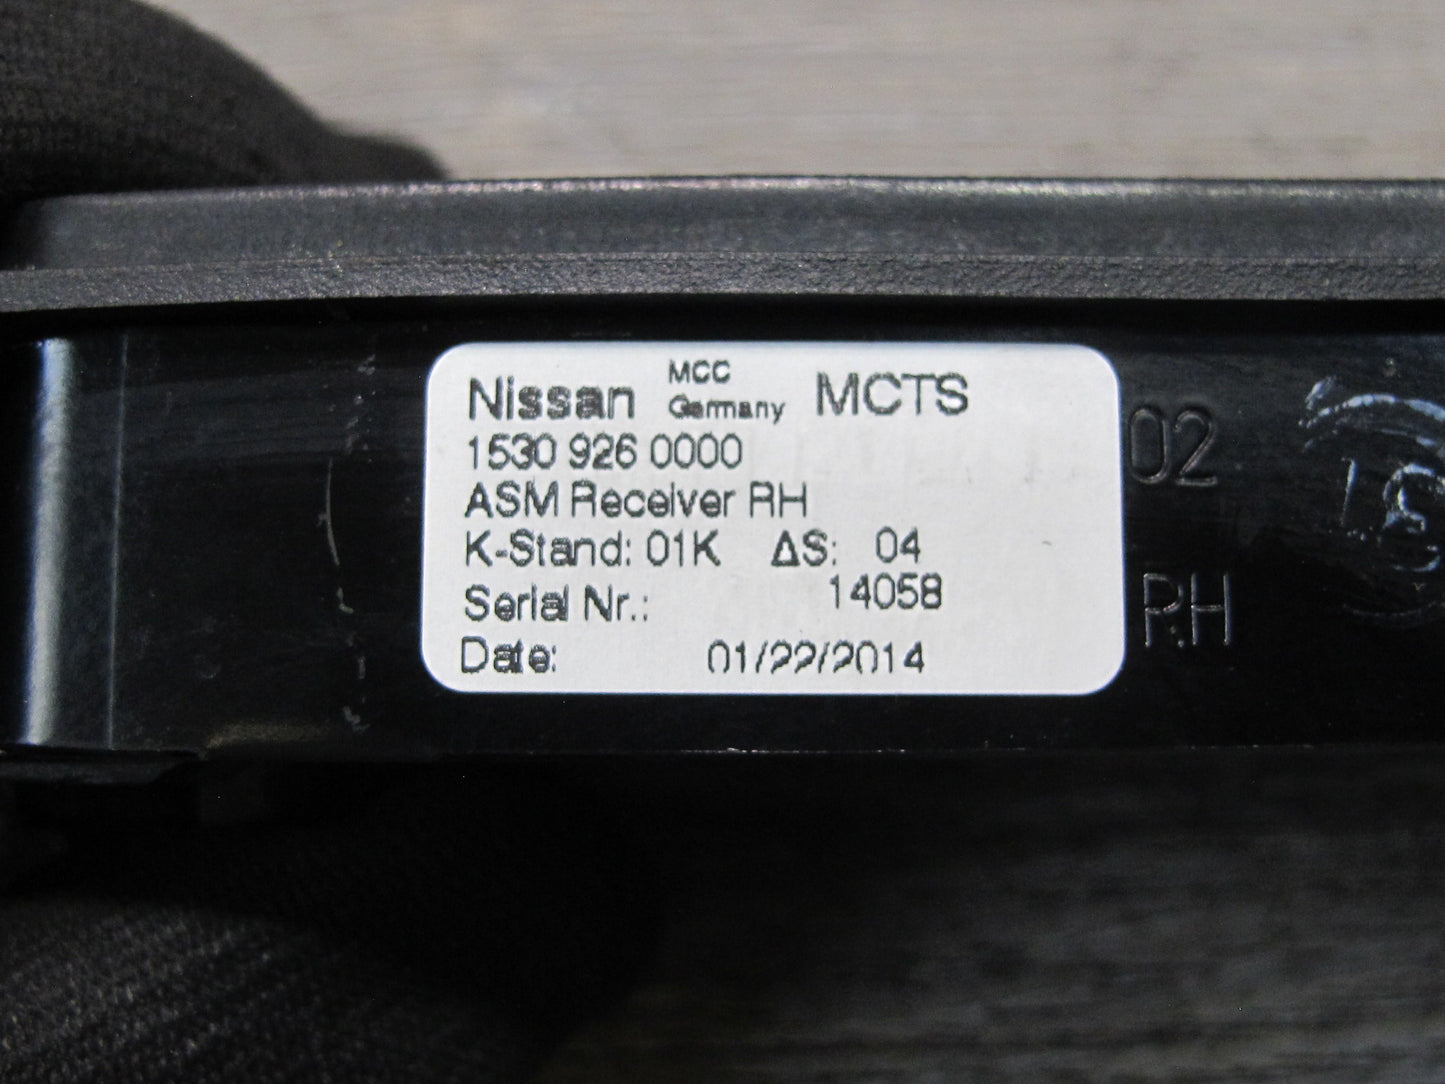 Nissan MCC Germany MCTS
1530 926 0000
ASM Receiver RH
K-Stand: 01K ΔS: 04
Serial Nr.: 14058
Date: 01/22/2014
02
RH